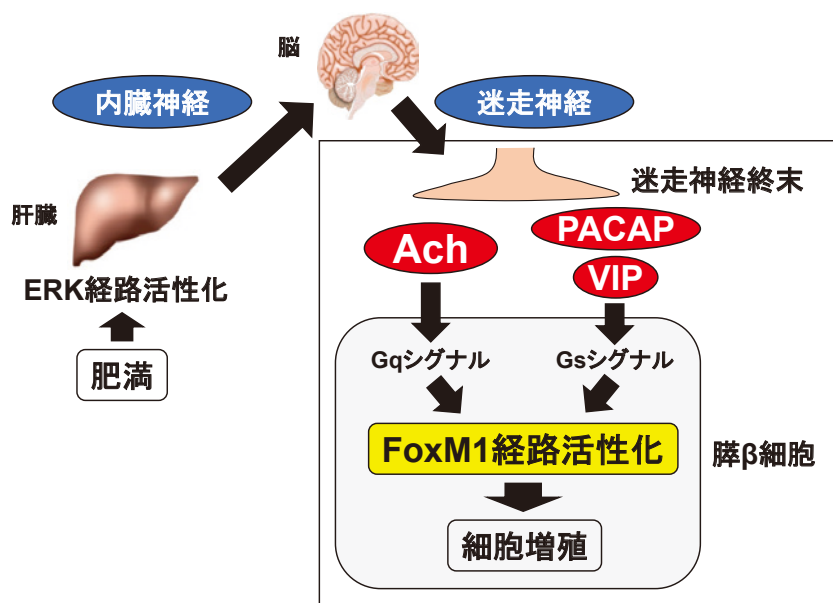 脳
内臓神経
迷走神経
迷走神経終末
肝臓
Ach
PACAP
VIP
ERK経路活性化
肥満
Gqシグナル
Gsシグナル
FoxM1経路活性化
膵β細胞
細胞増殖